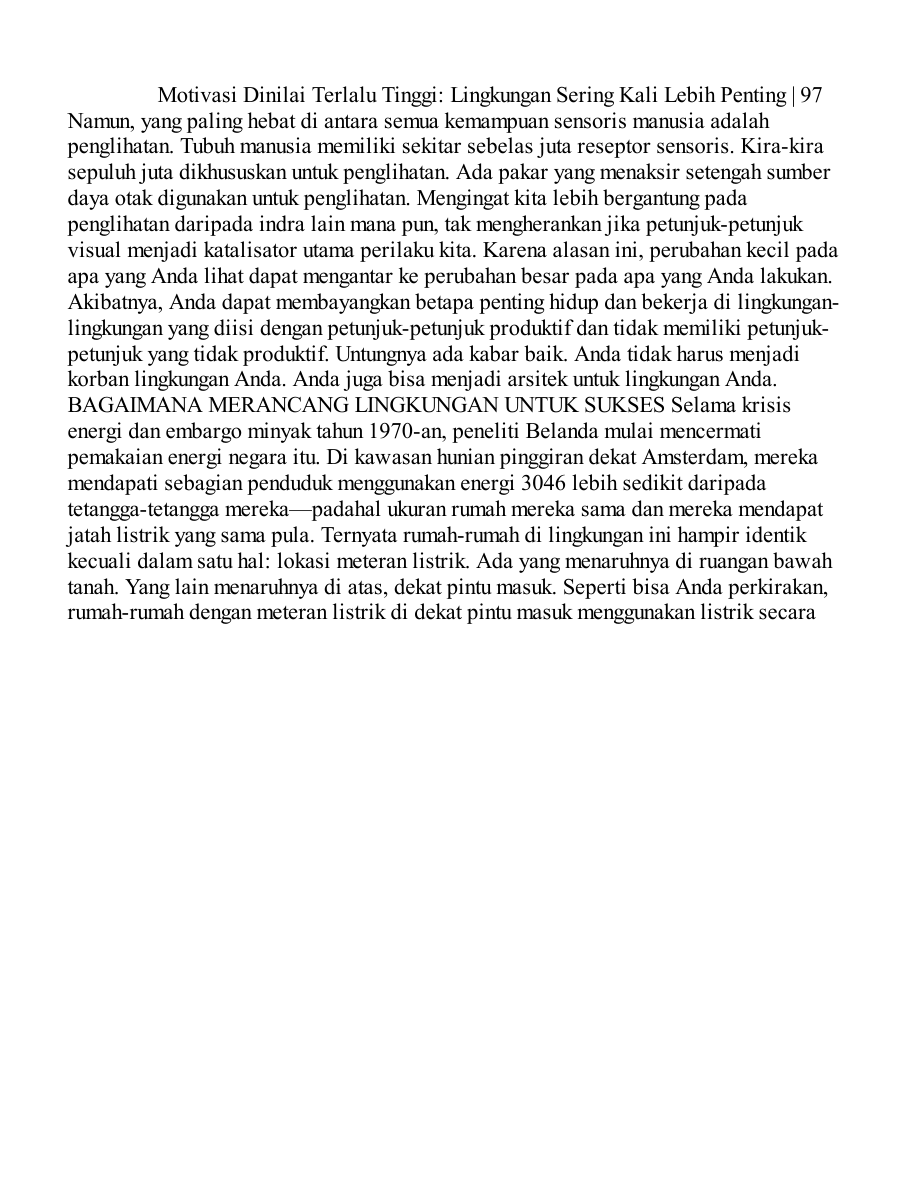 Motivasi Dinilai Terlalu Tinggi: Lingkungan Sering Kali Lebih Penting | 97
Namun, yang paling hebat di antara semua kemampuan sensoris manusia adalah
penglihatan. Tubuh manusia memiliki sekitar sebelas juta reseptor sensoris. Kira-kira
sepuluh juta dikhususkan untuk penglihatan. Ada pakar yang menaksir setengah sumber
daya otak digunakan untuk penglihatan. Mengingat kita lebih bergantung pada
penglihatan daripada indra lain mana pun, tak mengherankan jika petunjuk-petunjuk
visual menjadi katalisator utama perilaku kita. Karena alasan ini, perubahan kecil pada
apa yang Anda lihat dapat mengantar ke perubahan besar pada apa yang Anda lakukan.
Akibatnya, Anda dapat membayangkan betapa penting hidup dan bekerja di lingkungan-
lingkungan yang diisi dengan petunjuk-petunjuk produktif dan tidak memiliki petunjuk-
petunjuk yang tidak produktif. Untungnya ada kabar baik. Anda tidak harus menjadi
korban lingkungan Anda. Anda juga bisa menjadi arsitek untuk lingkungan Anda.
BAGAIMANA MERANCANG LINGKUNGAN UNTUK SUKSES Selama krisis
energi dan embargo minyak tahun 1970-an, peneliti Belanda mulai mencermati
pemakaian energi negara itu. Di kawasan hunian pinggiran dekat Amsterdam, mereka
mendapati sebagian penduduk menggunakan energi 3046 lebih sedikit daripada
tetangga-tetangga mereka—padahal ukuran rumah mereka sama dan mereka mendapat
jatah listrik yang sama pula. Ternyata rumah-rumah di lingkungan ini hampir identik
kecuali dalam satu hal: lokasi meteran listrik. Ada yang menaruhnya di ruangan bawah
tanah. Yang lain menaruhnya di atas, dekat pintu masuk. Seperti bisa Anda perkirakan,
rumah-rumah dengan meteran listrik di dekat pintu masuk menggunakan listrik secara